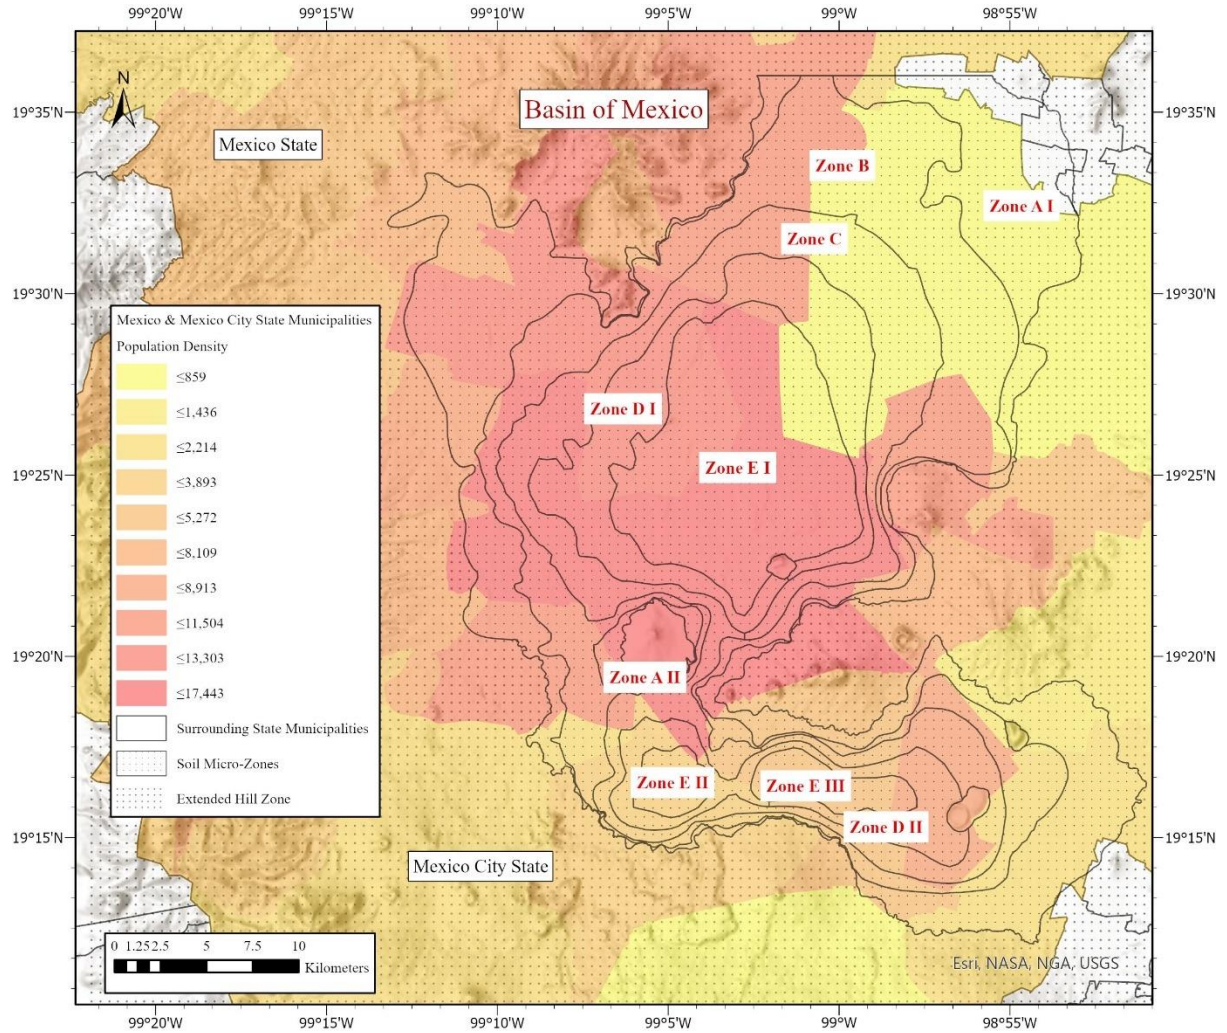 99°20'W 99°15'W 99°10'W 99°5'W 99°W 98°55'W
N
Basin of Mexico
19°35'N 19°35'N
Mexico State
Zone B
Zone A I
Zone C
19°30'N 19°30'N
Mexico & Mexico City State Municipalities
Population Density
≤859
≤1,436
≤2,214
≤3,893
≤5,272
≤8,109
≤8,913
≤11,504
≤13,303
≤17,443
Surrounding State Municipalities
Soil Micro-Zones
Extended Hill Zone
Zone D I
Zone E I
19°25'N 19°25'N
19°20'N 19°20'N
Zone A II
Zone E II
Zone E III
Zone D II
19°15'N 19°15'N
Mexico City State
0 1.25 2.5 5 7.5 10
Kilometers
Esri, NASA, NGA, USGS
99°20'W 99°15'W 99°10'W 99°5'W 99°W 98°55'W